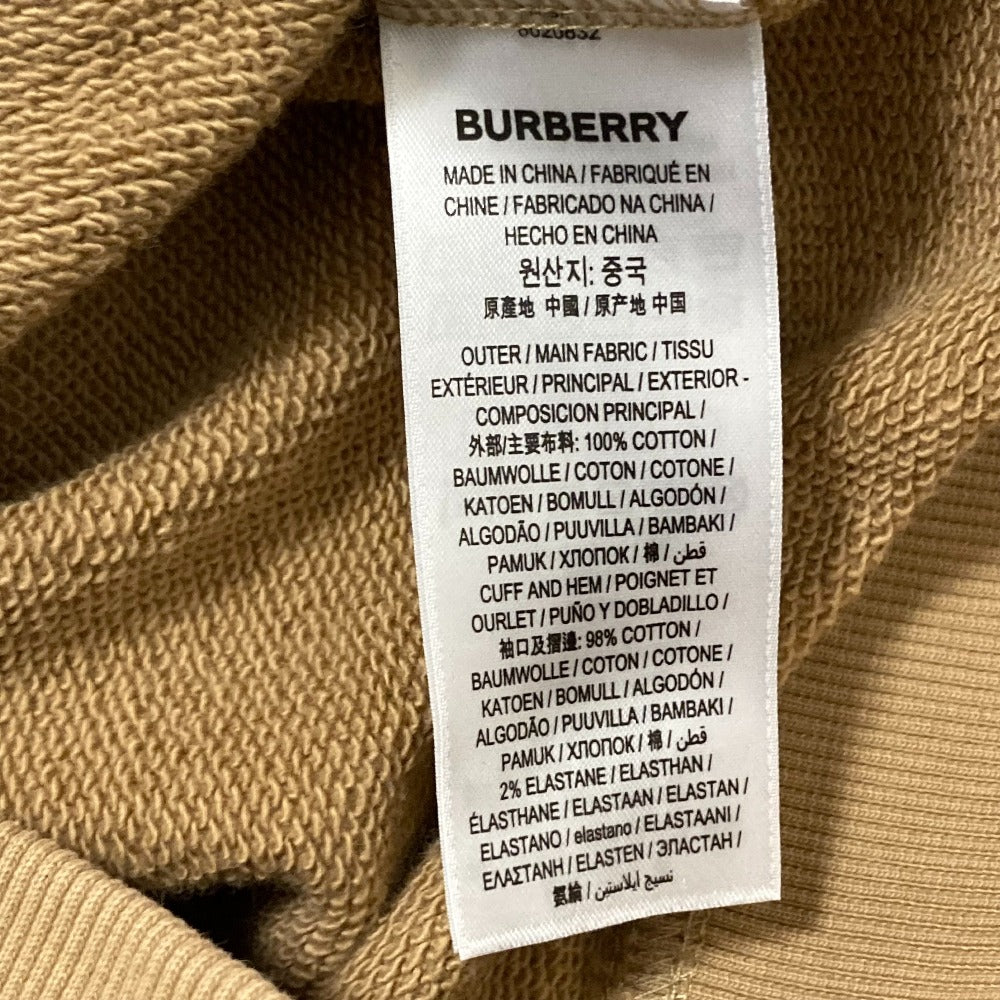 8020832
BURBERRY
MADE IN CHINA / FABRIQUÉ EN
CHINE / FABRICADO NA CHINA /
HECHO EN CHINA
원산지: 중국
原產地 中國 / 原产地 中国
OUTER / MAIN FABRIC / TISSU
EXTÉRIEUR / PRINCIPAL / EXTERIOR -
COMPOSICION PRINCIPAL /
外部/主要布料: 100% COTTON /
BAUMWOLLE / COTON / COTONE /
KATOEN / BOMULL / ALGODÓN /
ALGODÃO / PUUVILLA / BAMBAKI /
PAMUK / ХЛОПОК / 棉 / قطن
CUFF AND HEM / POIGNET ET
OURLET / PUÑO Y DOBLADILLO /
袖口及摺邊: 98% COTTON /
BAUMWOLLE / COTON / COTONE /
KATOEN / BOMULL / ALGODÓN /
ALGODÃO / PUUVILLA / BAMBAKI /
PAMUK / ХЛОПОК / 棉 / قطن
2% ELASTANE / ELASTHAN /
ÉLASTHANE / ELASTAAN / ELASTAN /
ELASTANO / elastano / ELASTAANI /
ΕΛΑΣΤΑΝΗ / ELASTEN / ЭЛАСТАН /
氨綸 / نسيج ايلاستين